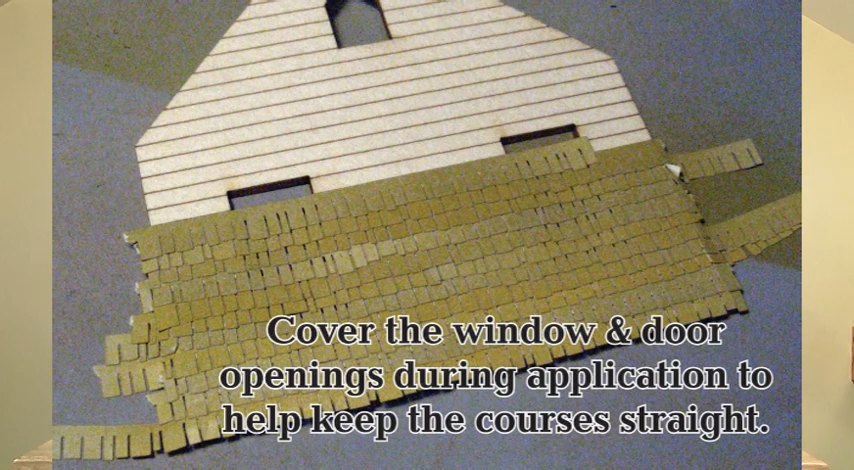 Cover the window & door
openings during application to
help keep the courses straight.